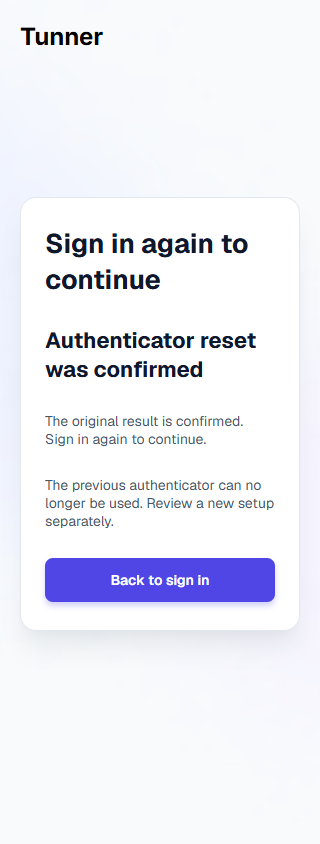 Tunner
Sign in again to
continue
Authenticator reset
was confirmed
The original result is confirmed.
Sign in again to continue.
The previous authenticator can no
longer be used. Review a new setup
separately.
Back to sign in